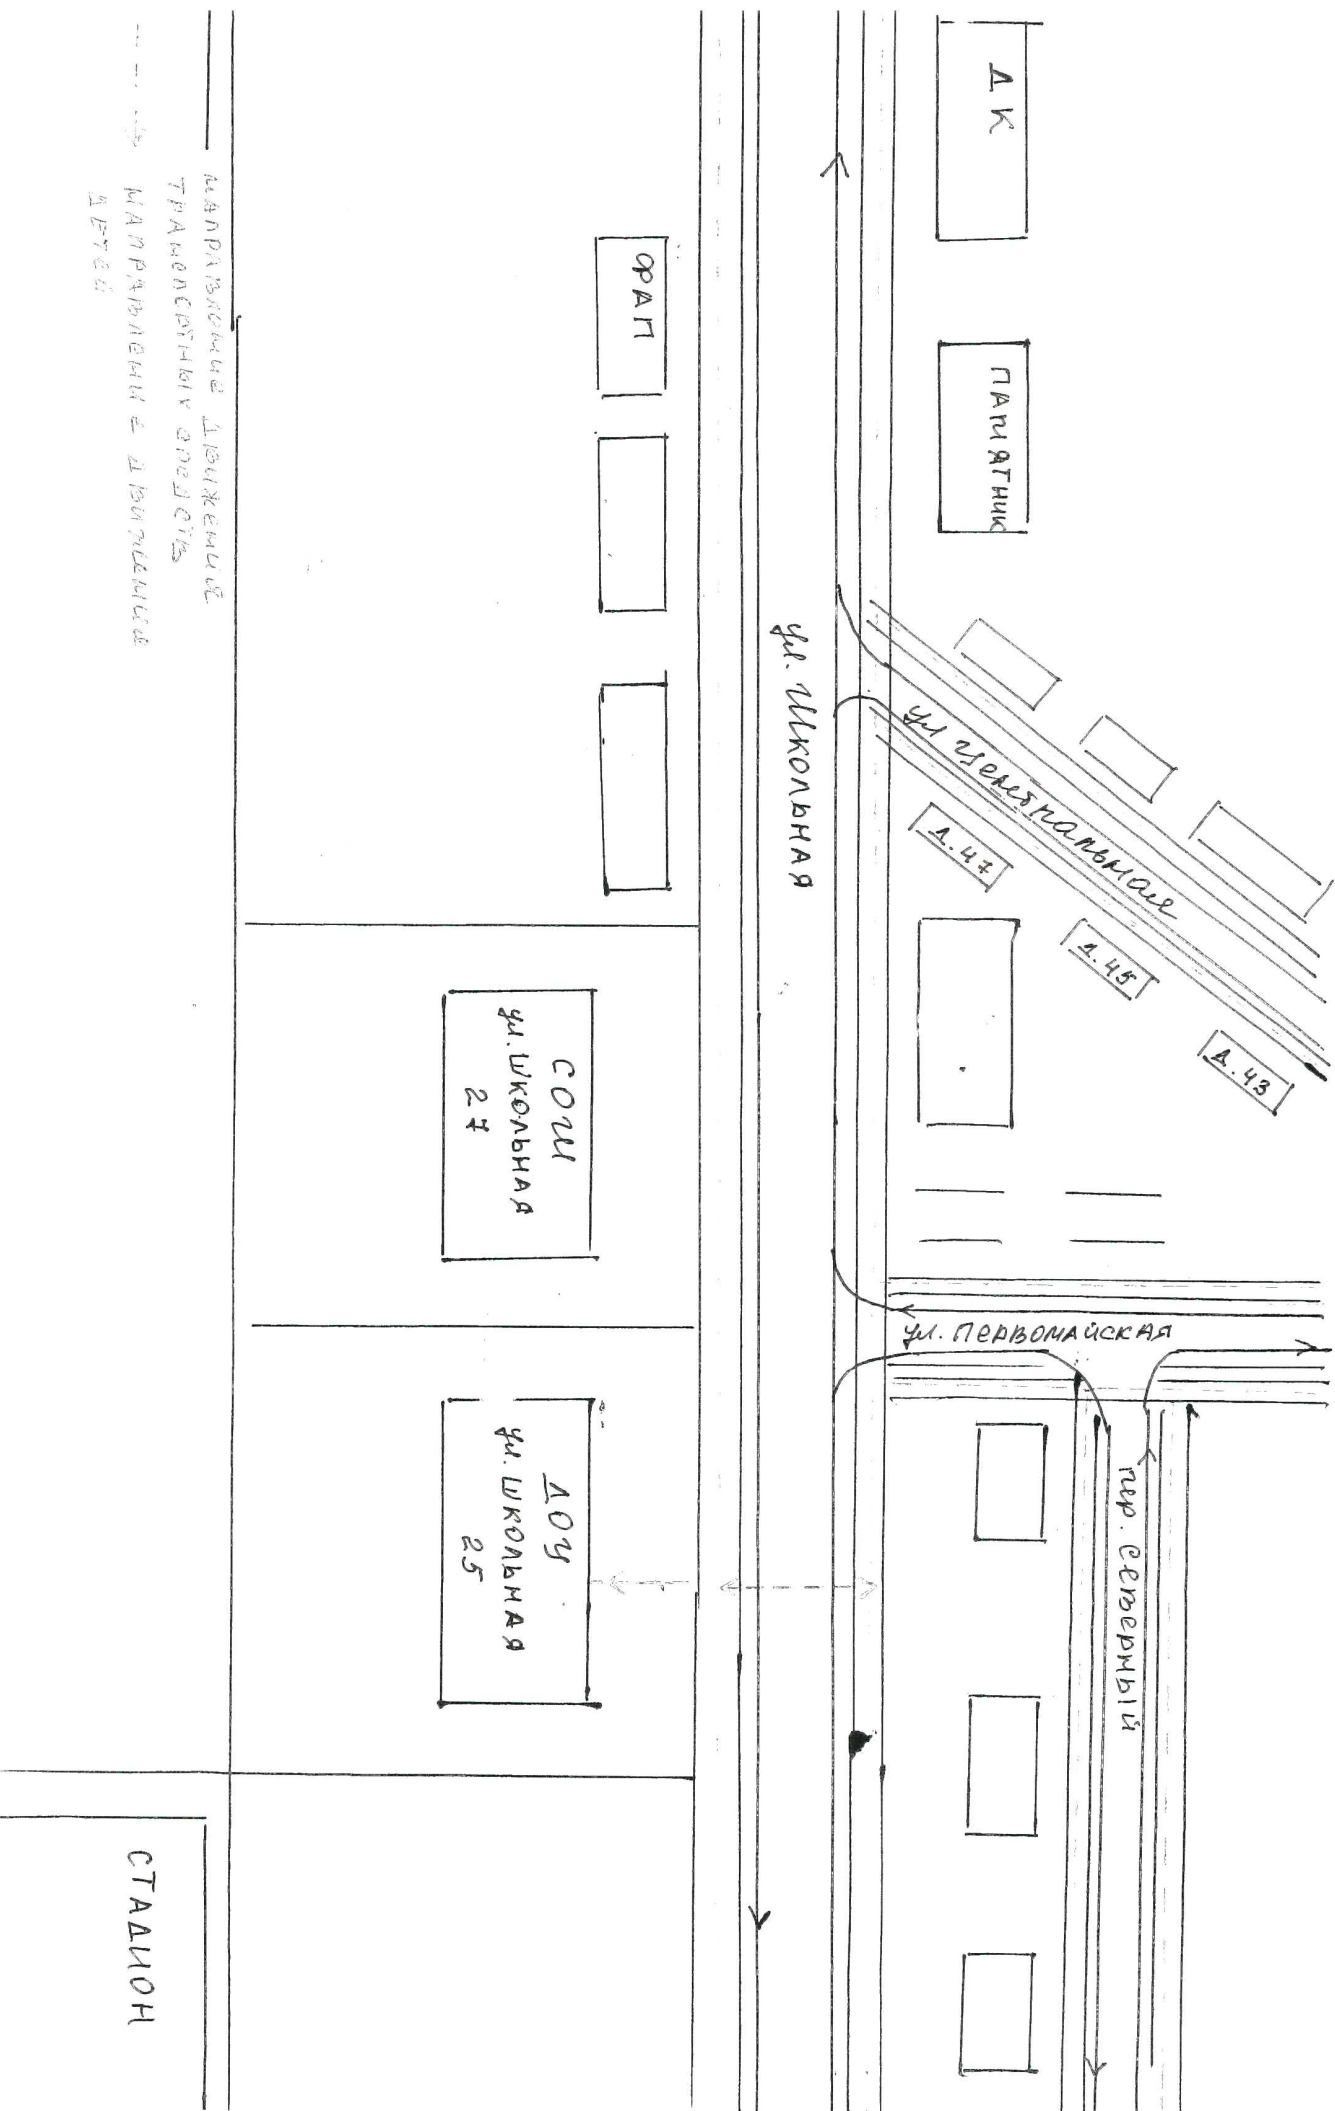 ДК
ПАМЯТНИК
ул Центральная
Д. 47
Д. 45
Д. 43
ул. ПЕРВОМАЙСКАЯ
пер. Северный
ул. ШКОЛЬНАЯ
ФАП
СОШ
ул. ШКОЛЬНАЯ
27
ДОУ
ул. ШКОЛЬНАЯ
25
СТАДИОН
НАПРАВЛЕНИЕ ДВИЖЕНИЯ
ТРАНСПОРТНЫХ СРЕДСТВ
НАПРАВЛЕНИЕ ДВИЖЕНИЯ
ДЕТЕЙ